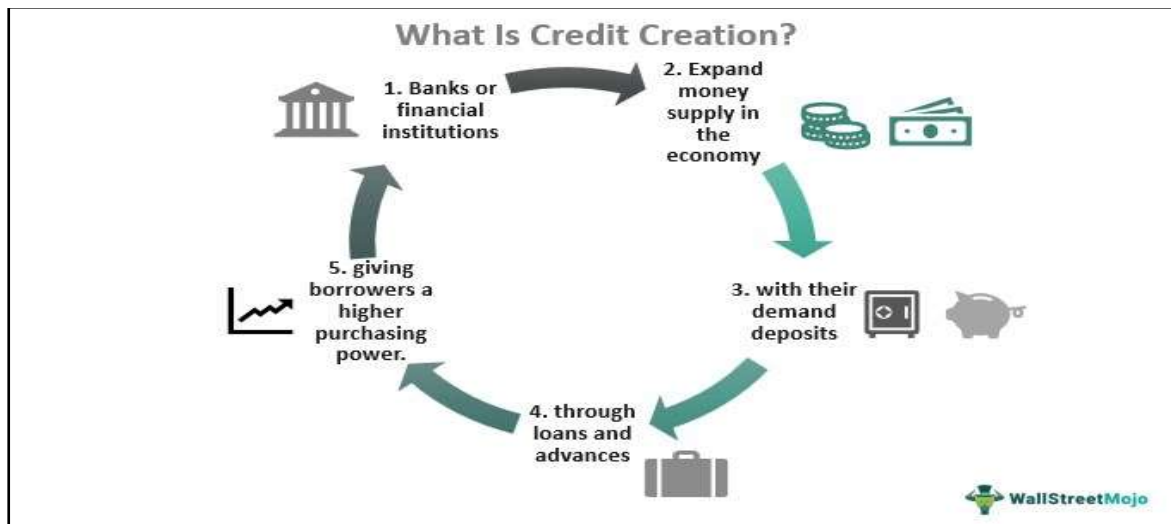 What Is Credit Creation?
1. Banks or
financial
institutions
2. Expand
money
supply in
the
economy
3. with their
demand
deposits
4. through
loans and
advances
5. giving
borrowers a
higher
purchasing
power.
WallStreetMojo